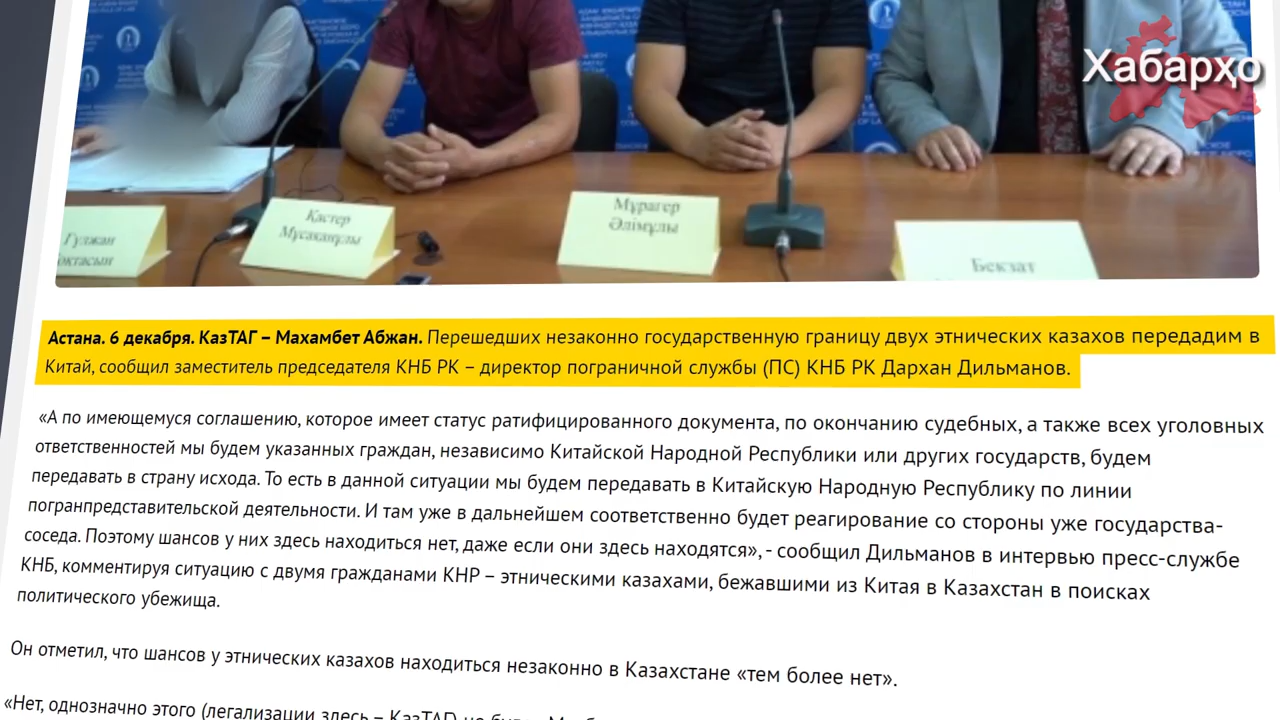 Хабарҳо
Гулжан
Тоқтасын
Қастер
Мұсақанұлы
Мұрагер
Әлімұлы
Бекзат
Астана. 6 декабря. КазТАГ – Махамбет Абжан. Перешедших незаконно государственную границу двух этнических казахов передадим в
Китай, сообщил заместитель председателя КНБ РК – директор пограничной службы (ПС) КНБ РК Дархан Дильманов.
«А по имеющемуся соглашению, которое имеет статус ратифицированного документа, по окончанию судебных, а также всех уголовных
ответственностей мы будем указанных граждан, независимо Китайской Народной Республики или других государств, будем
передавать в страну исхода. То есть в данной ситуации мы будем передавать в Китайскую Народную Республику по линии
погранпредставительской деятельности. И там уже в дальнейшем соответственно будет реагирование со стороны уже государства-
соседа. Поэтому шансов у них здесь находиться нет, даже если они здесь находятся», - сообщил Дильманов в интервью пресс-службе
КНБ, комментируя ситуацию с двумя гражданами КНР – этническими казахами, бежавшими из Китая в Казахстан в поисках
политического убежища.
Он отметил, что шансов у этнических казахов находиться незаконно в Казахстане «тем более нет».
«Нет, однозначно этого (легализации здесь – КазТАГ) не